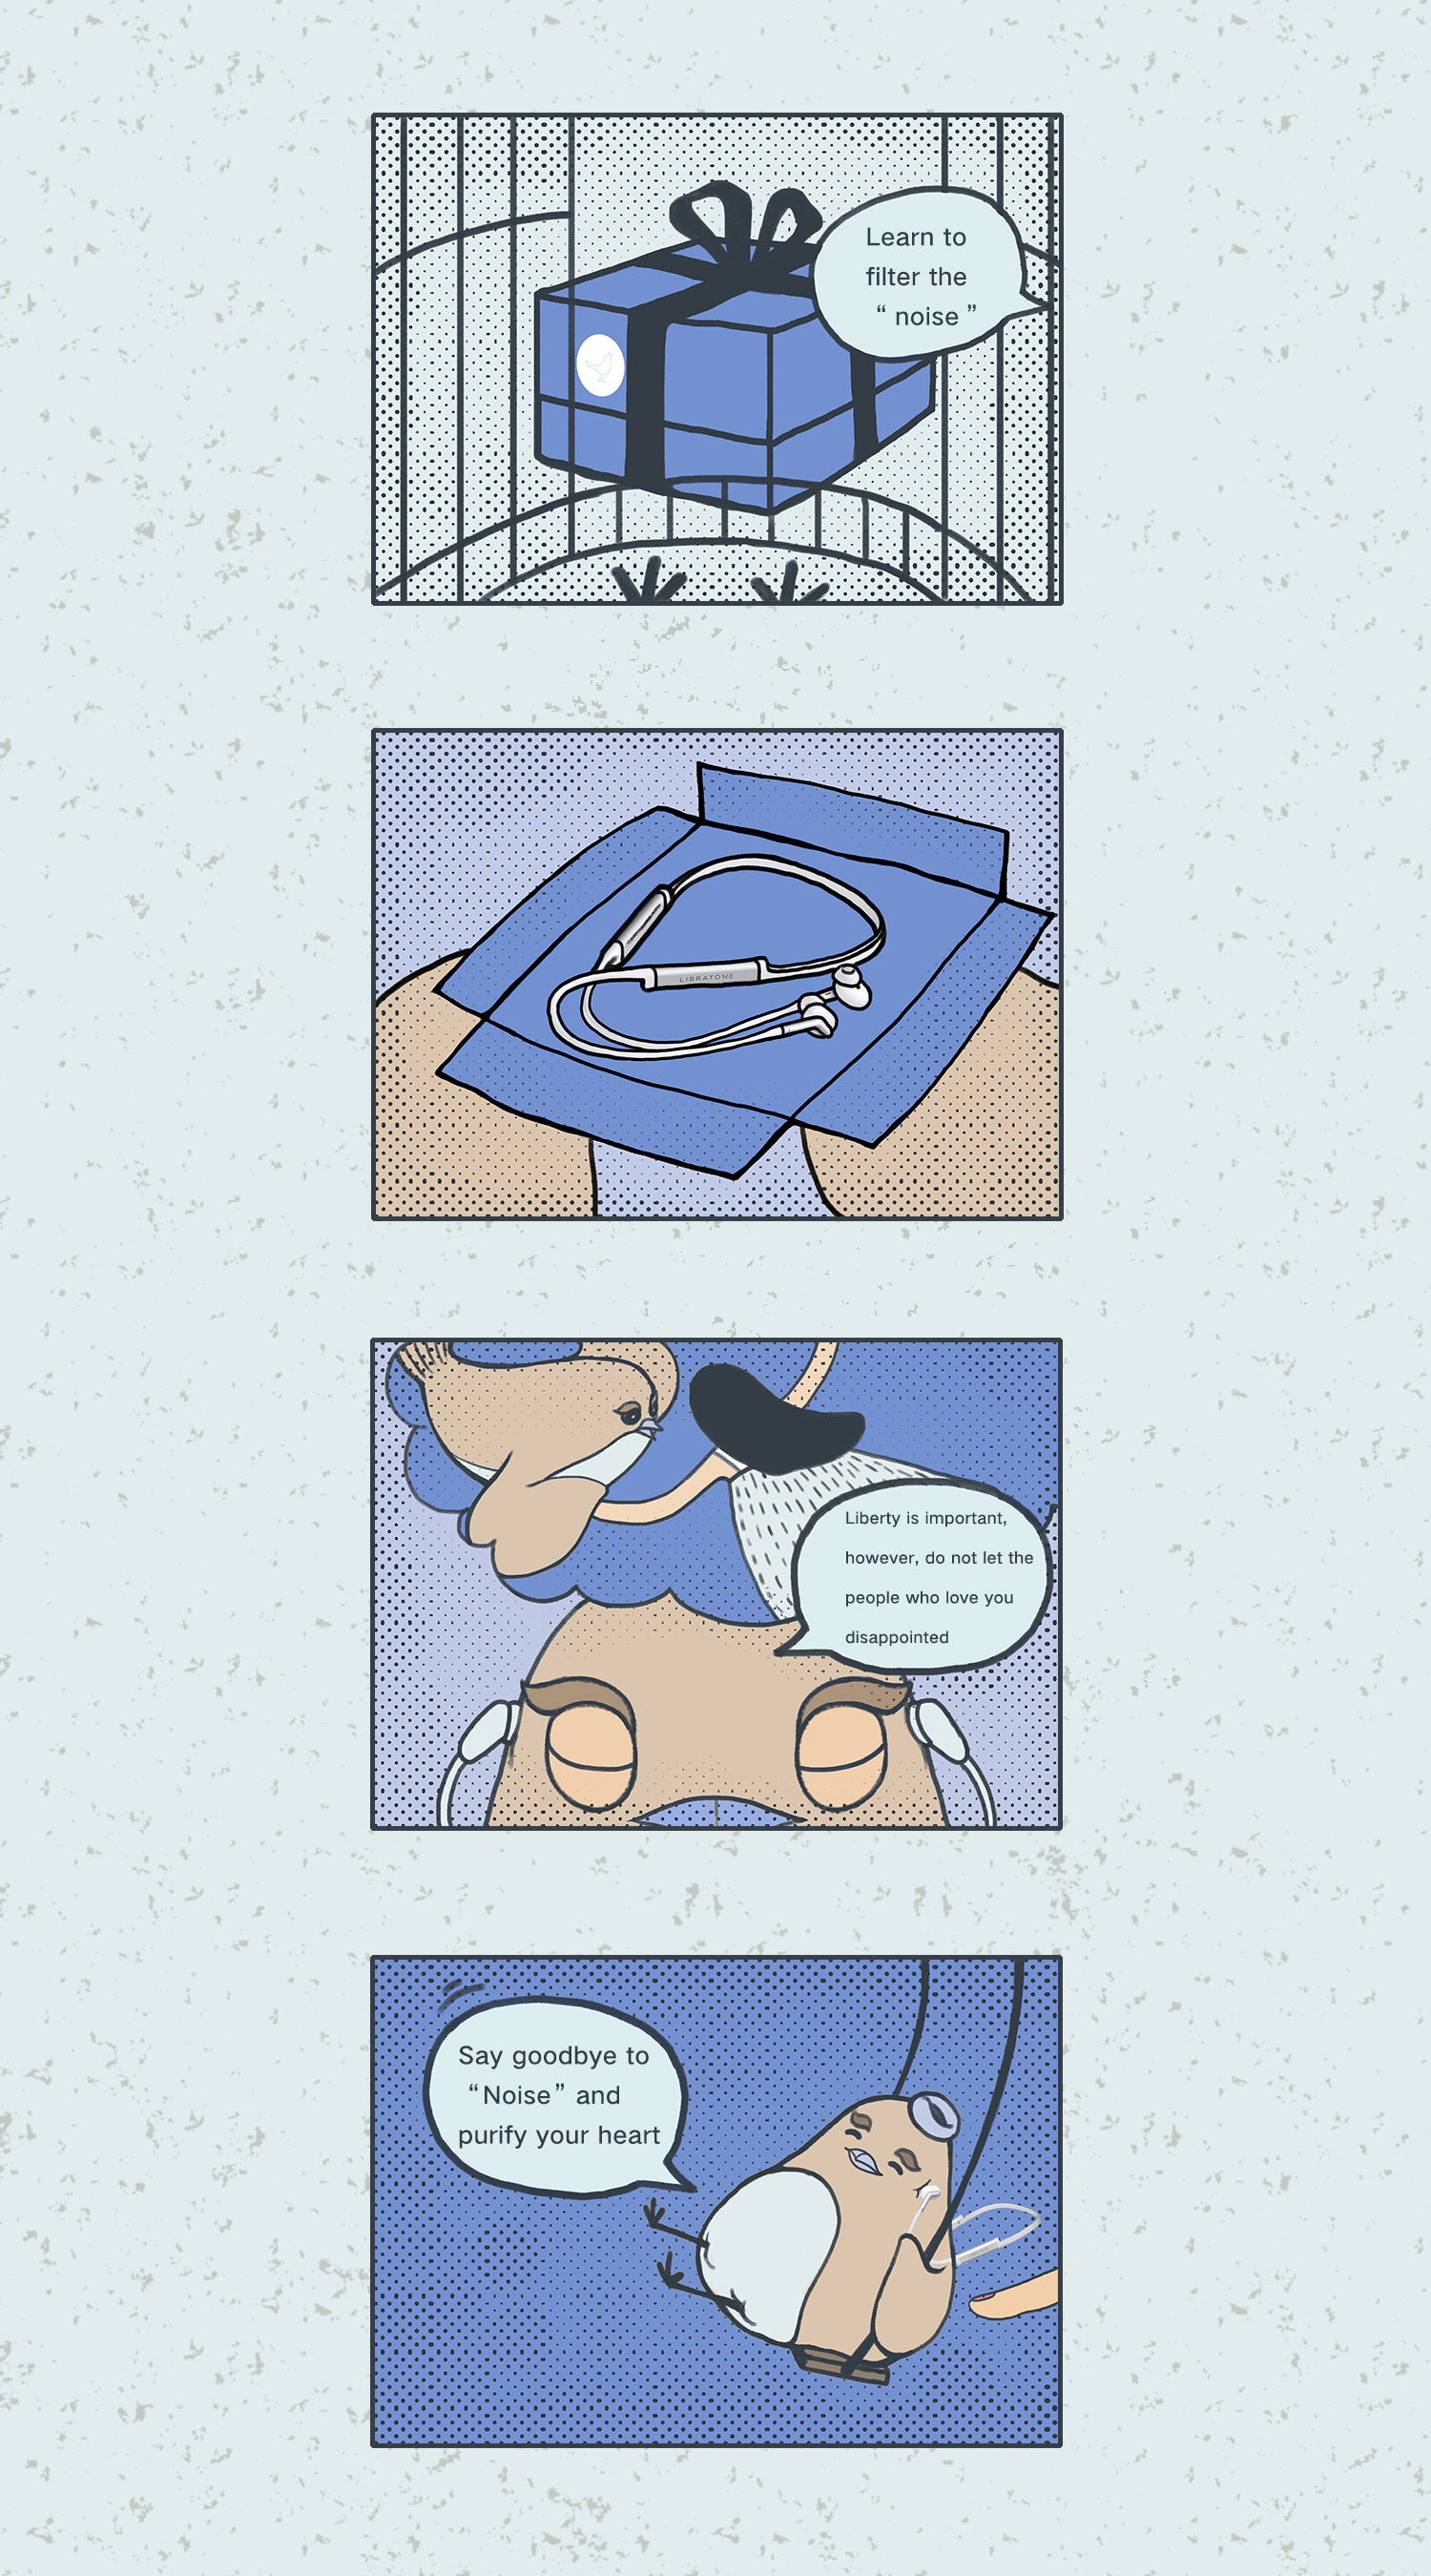 Learn to
filter the
“ noise ”
LIBRATONE
Liberty is important,
however, do not let the
people who love you
disappointed
Say goodbye to
“Noise” and
purify your heart